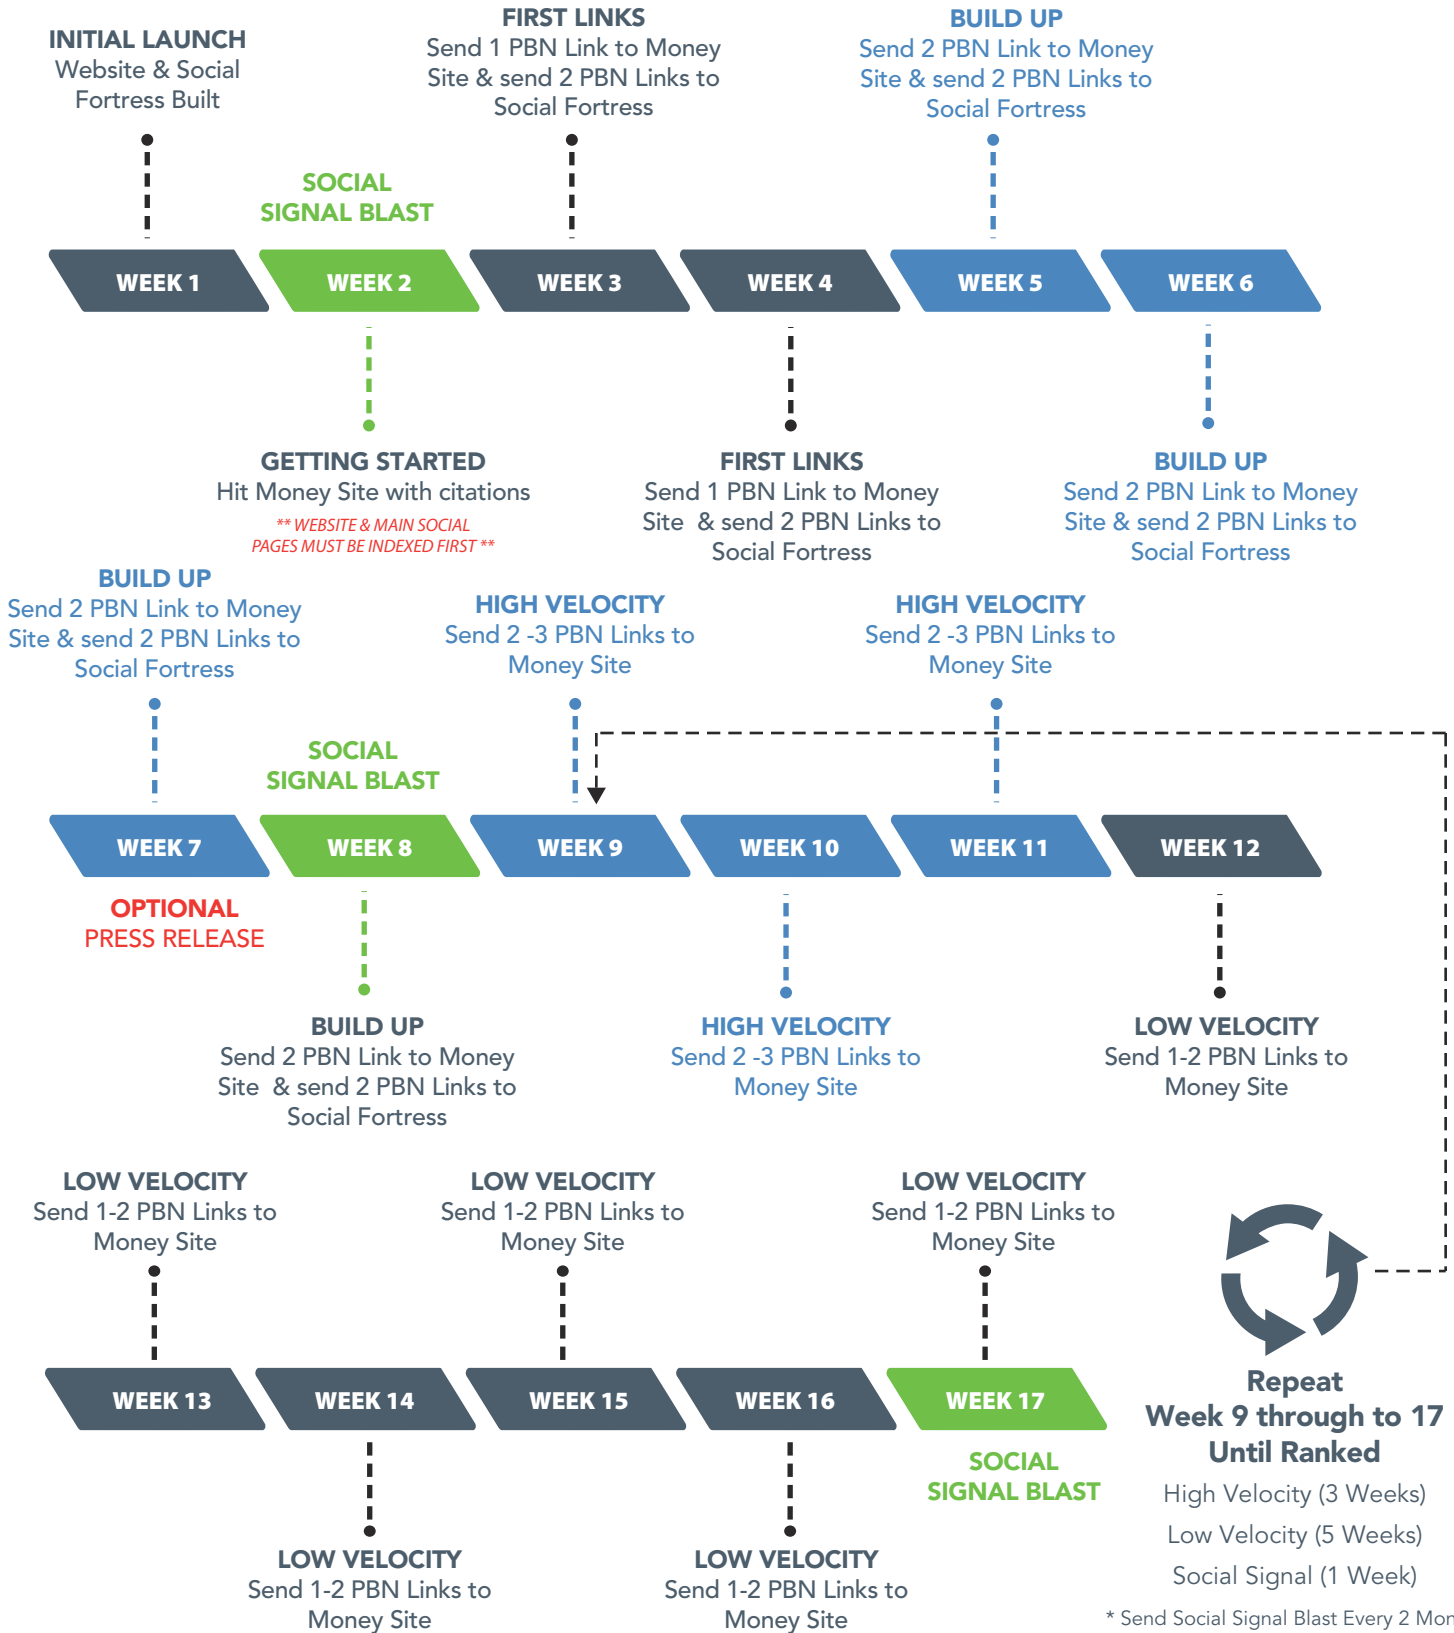 INITIAL LAUNCH
Website & Social
Fortress Built
FIRST LINKS
Send 1 PBN Link to Money
Site & send 2 PBN Links to
Social Fortress
BUILD UP
Send 2 PBN Link to Money
Site & send 2 PBN Links to
Social Fortress
SOCIAL
SIGNAL BLAST
WEEK 1
WEEK 2
WEEK 3
WEEK 4
WEEK 5
WEEK 6
GETTING STARTED
Hit Money Site with citations
** WEBSITE & MAIN SOCIAL
PAGES MUST BE INDEXED FIRST **
FIRST LINKS
Send 1 PBN Link to Money
Site & send 2 PBN Links to
Social Fortress
BUILD UP
Send 2 PBN Link to Money
Site & send 2 PBN Links to
Social Fortress
BUILD UP
Send 2 PBN Link to Money
Site & send 2 PBN Links to
Social Fortress
HIGH VELOCITY
Send 2 -3 PBN Links to
Money Site
HIGH VELOCITY
Send 2 -3 PBN Links to
Money Site
SOCIAL
SIGNAL BLAST
WEEK 7
WEEK 8
WEEK 9
WEEK 10
WEEK 11
WEEK 12
OPTIONAL
PRESS RELEASE
BUILD UP
Send 2 PBN Link to Money
Site & send 2 PBN Links to
Social Fortress
HIGH VELOCITY
Send 2 -3 PBN Links to
Money Site
LOW VELOCITY
Send 1-2 PBN Links to
Money Site
LOW VELOCITY
Send 1-2 PBN Links to
Money Site
LOW VELOCITY
Send 1-2 PBN Links to
Money Site
LOW VELOCITY
Send 1-2 PBN Links to
Money Site
WEEK 13
WEEK 14
WEEK 15
WEEK 16
WEEK 17
SOCIAL
SIGNAL BLAST
LOW VELOCITY
Send 1-2 PBN Links to
Money Site
LOW VELOCITY
Send 1-2 PBN Links to
Money Site
Repeat
Week 9 through to 17
Until Ranked
High Velocity (3 Weeks)
Low Velocity (5 Weeks)
Social Signal (1 Week)
* Send Social Signal Blast Every 2 Mon